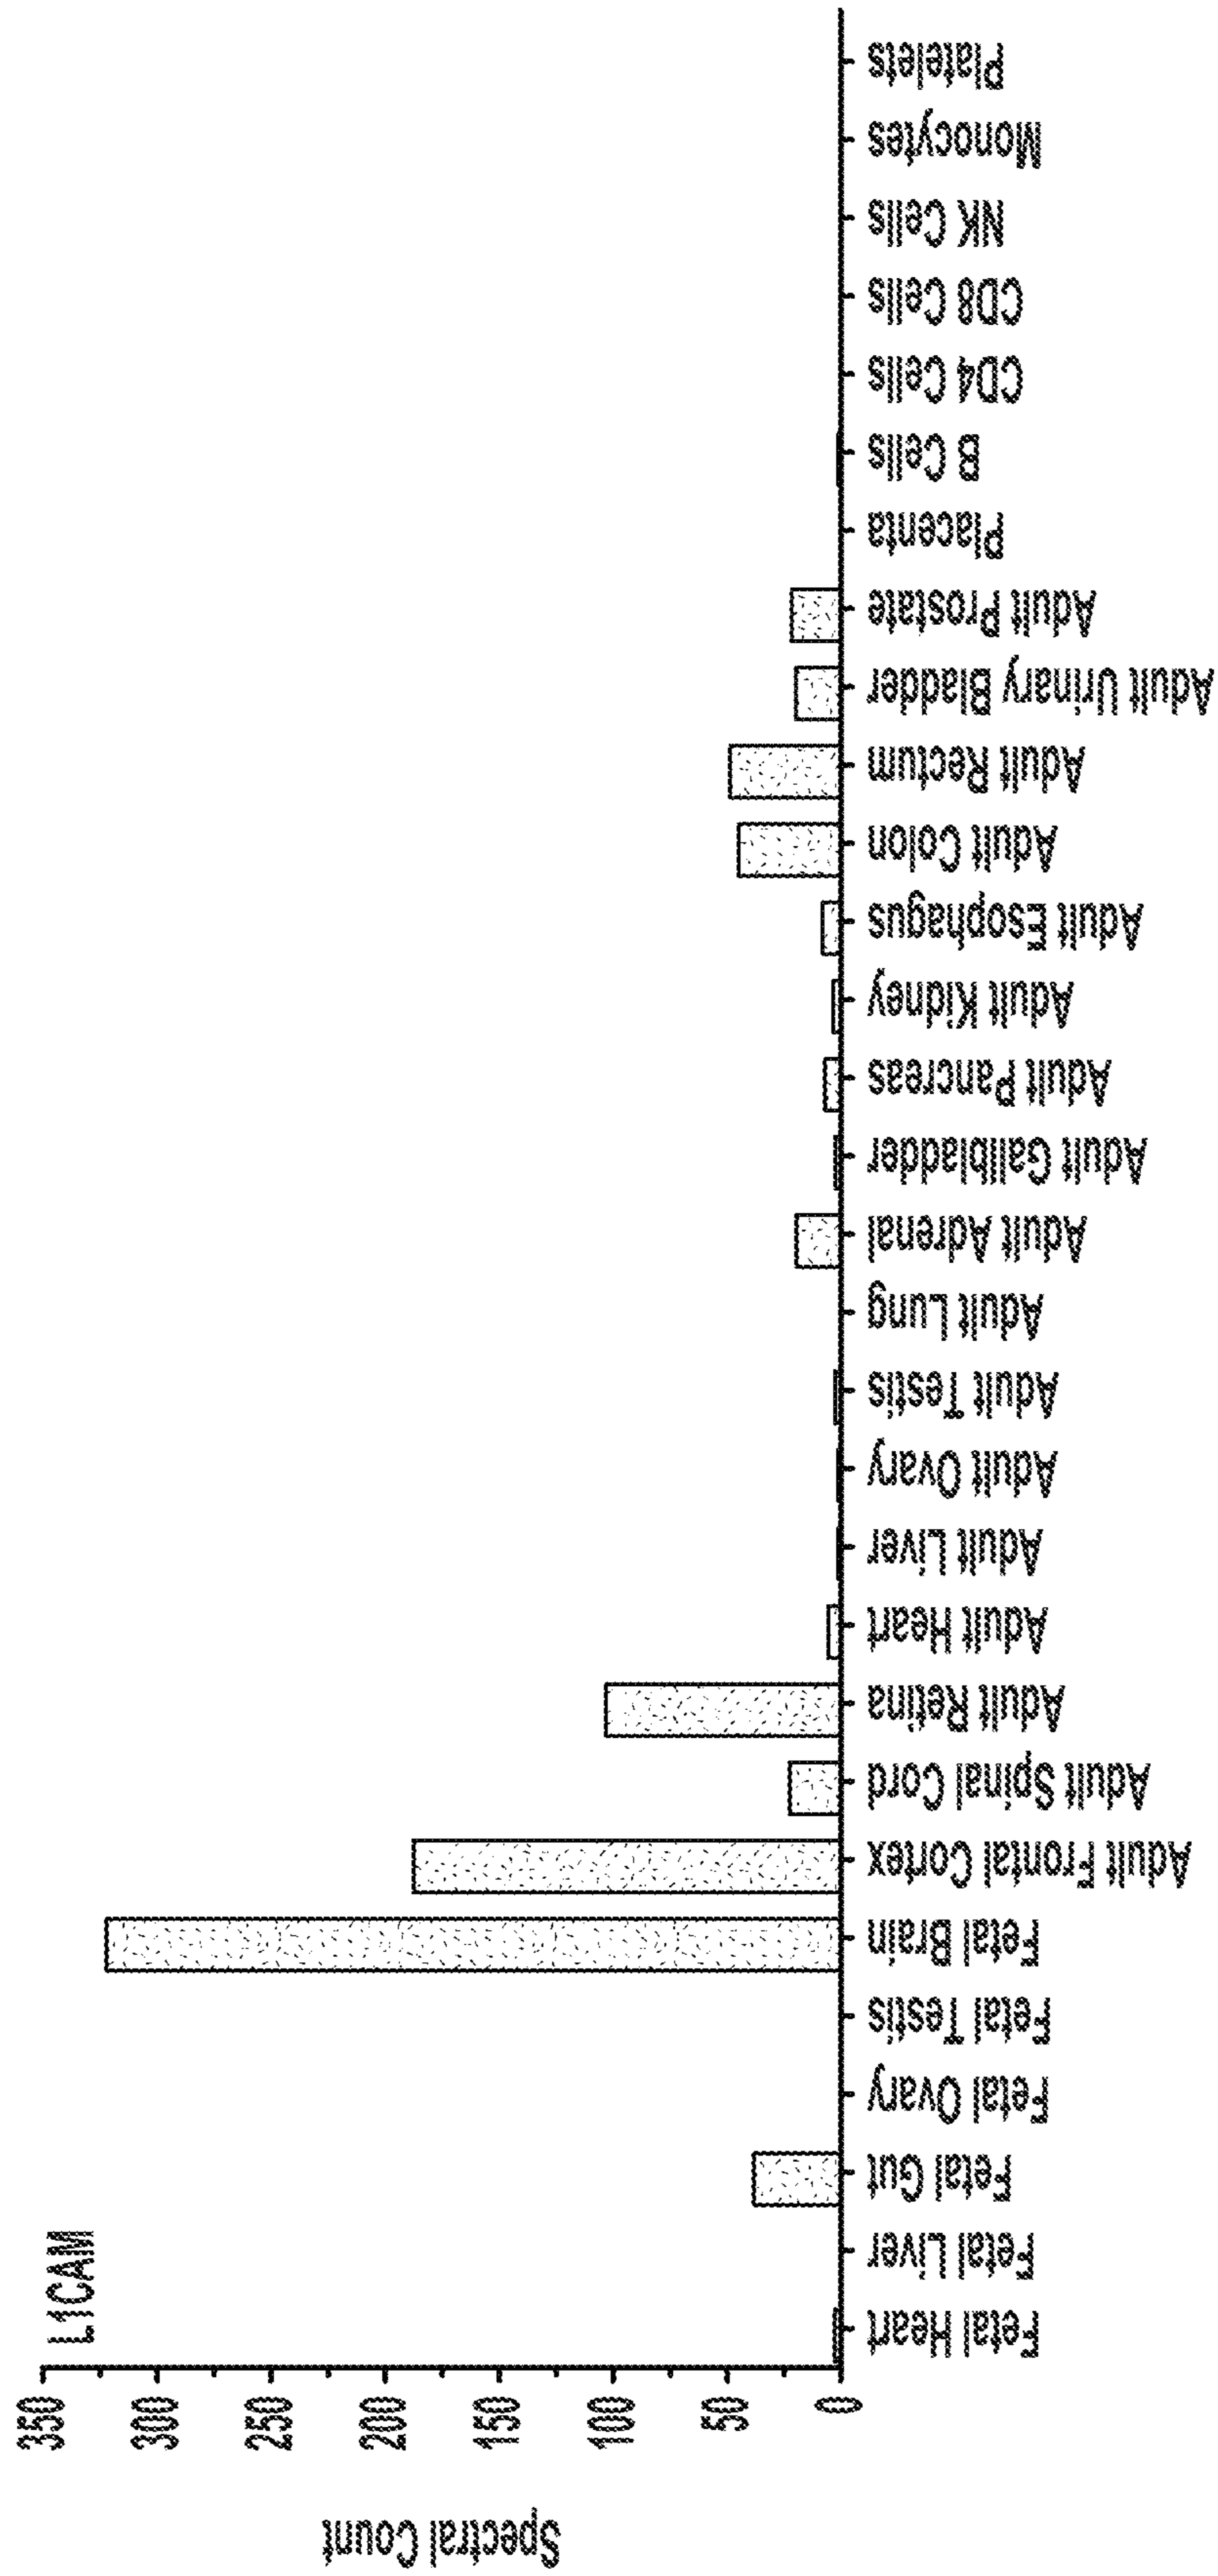 L1CAM
Spectral Count
350
300
250
200
150
100
50
0
Fetal Heart
Fetal Liver
Fetal Gut
Fetal Ovary
Fetal Testis
Fetal Brain
Adult Frontal Cortex
Adult Spinal Cord
Adult Retina
Adult Heart
Adult Liver
Adult Ovary
Adult Testis
Adult Lung
Adult Adrenal
Adult Gallbladder
Adult Pancreas
Adult Kidney
Adult Esophagus
Adult Colon
Adult Rectum
Adult Urinary Bladder
Adult Prostate
Placenta
B Cells
CD4 Cells
CD8 Cells
NK Cells
Monocytes
Platelets